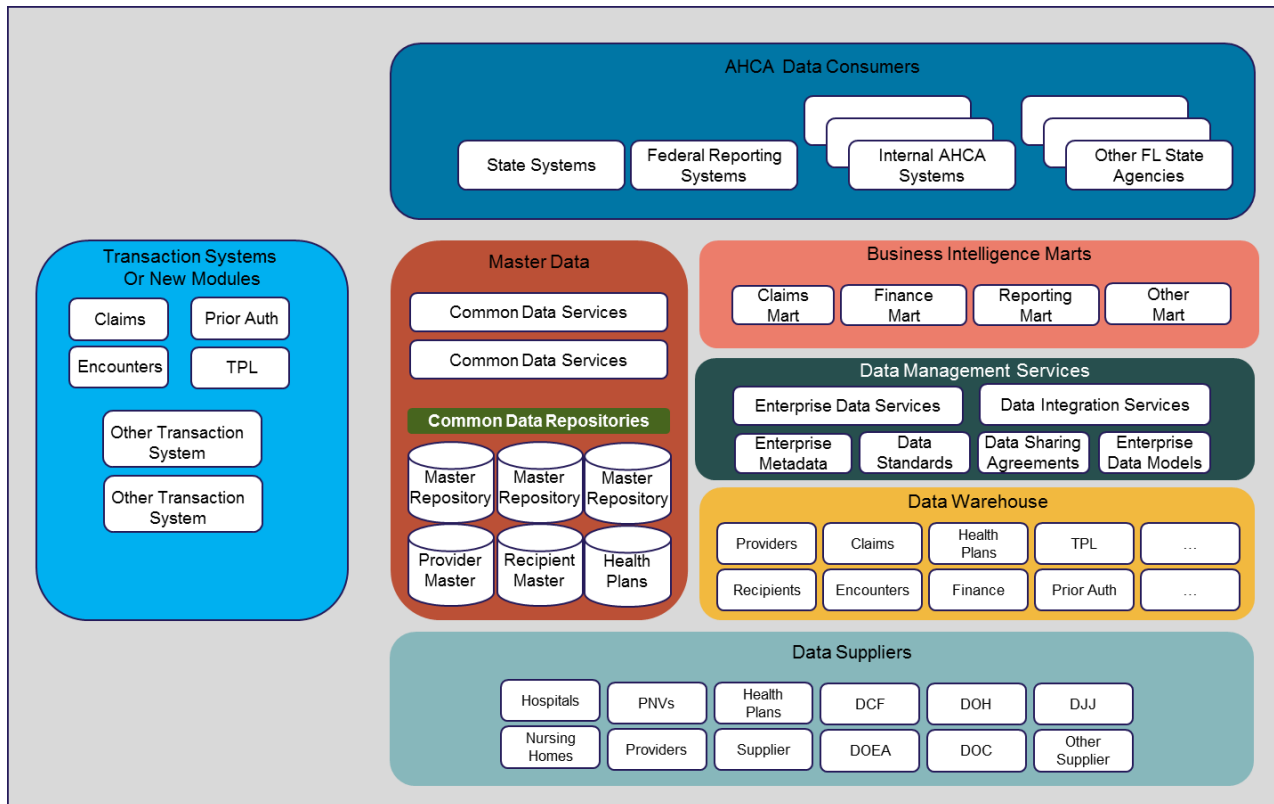 AHCA Data Consumers
State Systems
Federal Reporting
Systems
Internal AHCA
Systems
Other FL State
Agencies
Transaction Systems
Or New Modules
Claims
Prior Auth
Encounters
TPL
Other Transaction
System
Other Transaction
System
Master Data
Common Data Services
Common Data Services
Common Data Repositories
Master
Repository
Master
Repository
Master
Repository
Provider
Master
Recipient
Master
Health
Plans
Business Intelligence Marts
Claims
Mart
Finance
Mart
Reporting
Mart
Other
Mart
Data Management Services
Enterprise Data Services
Data Integration Services
Enterprise
Metadata
Data
Standards
Data Sharing
Agreements
Enterprise
Data Models
Data Warehouse
Providers
Claims
Health
Plans
TPL
...
Recipients
Encounters
Finance
Prior Auth
...
Data Suppliers
Hospitals
PNVs
Health
Plans
DCF
DOH
DJJ
Nursing
Homes
Providers
Supplier
DOEA
DOC
Other
Supplier